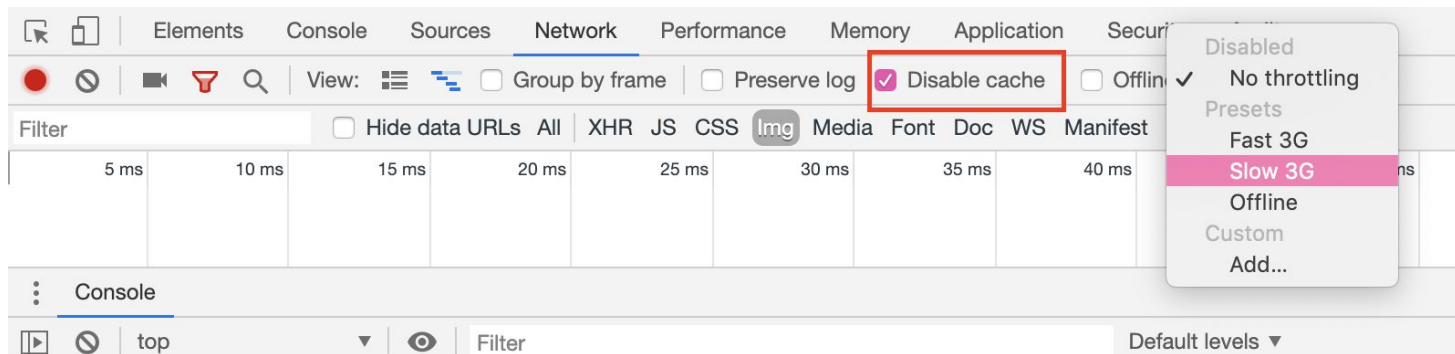 Elements Console Sources Network Performance Memory Application
View: Group by frame Preserve log Disable cache
Filter Hide data URLs All XHR JS CSS Img Media Font Doc WS Manifest
5 ms 10 ms 15 ms 20 ms 25 ms 30 ms 35 ms 40 ms
Disabled
✓ No throttling
Presets
Fast 3G
Slow 3G
Offline
Custom
Add...
Console
top Filter Default levels ▼